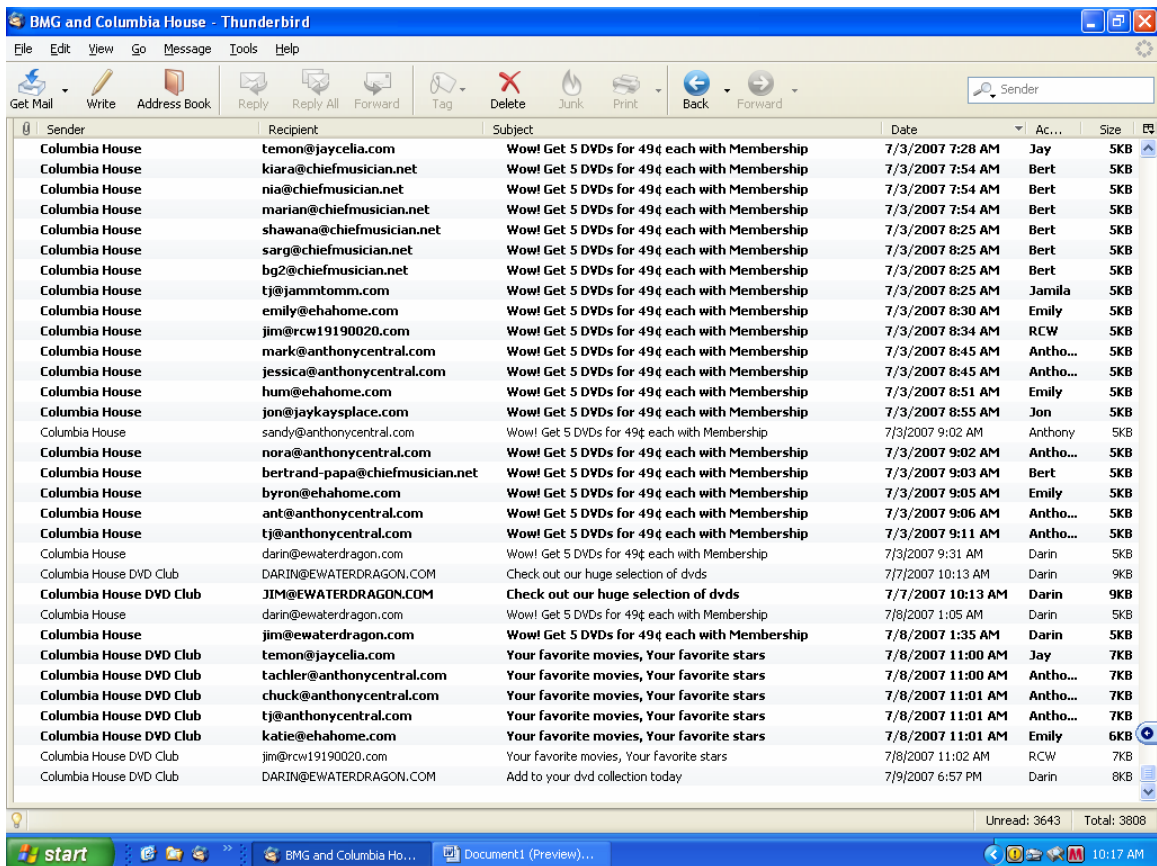 BMG and Columbia House - Thunderbird
File Edit View Go Message Tools Help
Get Mail Write Address Book Reply Reply All Forward Tag Delete Junk Print Back Forward Sender
Sender Recipient Subject Date Ac... Size
Columbia House temon@jaycelia.com Wow! Get 5 DVDs for 49¢ each with Membership 7/3/2007 7:28 AM Jay 5KB
Columbia House kiara@chiefmusician.net Wow! Get 5 DVDs for 49¢ each with Membership 7/3/2007 7:54 AM Bert 5KB
Columbia House nia@chiefmusician.net Wow! Get 5 DVDs for 49¢ each with Membership 7/3/2007 7:54 AM Bert 5KB
Columbia House marian@chiefmusician.net Wow! Get 5 DVDs for 49¢ each with Membership 7/3/2007 7:54 AM Bert 5KB
Columbia House shawana@chiefmusician.net Wow! Get 5 DVDs for 49¢ each with Membership 7/3/2007 8:25 AM Bert 5KB
Columbia House sarg@chiefmusician.net Wow! Get 5 DVDs for 49¢ each with Membership 7/3/2007 8:25 AM Bert 5KB
Columbia House bg2@chiefmusician.net Wow! Get 5 DVDs for 49¢ each with Membership 7/3/2007 8:25 AM Bert 5KB
Columbia House tj@jammtomm.com Wow! Get 5 DVDs for 49¢ each with Membership 7/3/2007 8:25 AM Jamila 5KB
Columbia House emily@ehahome.com Wow! Get 5 DVDs for 49¢ each with Membership 7/3/2007 8:30 AM Emily 5KB
Columbia House jim@rcw19190020.com Wow! Get 5 DVDs for 49¢ each with Membership 7/3/2007 8:34 AM RCW 5KB
Columbia House mark@anthonycentral.com Wow! Get 5 DVDs for 49¢ each with Membership 7/3/2007 8:45 AM Antho... 5KB
Columbia House jessica@anthonycentral.com Wow! Get 5 DVDs for 49¢ each with Membership 7/3/2007 8:45 AM Antho... 5KB
Columbia House hum@ehahome.com Wow! Get 5 DVDs for 49¢ each with Membership 7/3/2007 8:51 AM Emily 5KB
Columbia House jon@jaykaysplace.com Wow! Get 5 DVDs for 49¢ each with Membership 7/3/2007 8:55 AM Jon 5KB
Columbia House sandy@anthonycentral.com Wow! Get 5 DVDs for 49¢ each with Membership 7/3/2007 9:02 AM Anthony 5KB
Columbia House nora@anthonycentral.com Wow! Get 5 DVDs for 49¢ each with Membership 7/3/2007 9:02 AM Antho... 5KB
Columbia House bertrand-papa@chiefmusician.net Wow! Get 5 DVDs for 49¢ each with Membership 7/3/2007 9:03 AM Bert 5KB
Columbia House byron@ehahome.com Wow! Get 5 DVDs for 49¢ each with Membership 7/3/2007 9:05 AM Emily 5KB
Columbia House ant@anthonycentral.com Wow! Get 5 DVDs for 49¢ each with Membership 7/3/2007 9:06 AM Antho... 5KB
Columbia House tj@anthonycentral.com Wow! Get 5 DVDs for 49¢ each with Membership 7/3/2007 9:11 AM Antho... 5KB
Columbia House darin@ewaterdragon.com Wow! Get 5 DVDs for 49¢ each with Membership 7/3/2007 9:31 AM Darin 5KB
Columbia House DVD Club DARIN@EWATERDRAGON.COM Check out our huge selection of dvds 7/7/2007 10:13 AM Darin 9KB
Columbia House DVD Club JIM@EWATERDRAGON.COM Check out our huge selection of dvds 7/7/2007 10:13 AM Darin 9KB
Columbia House darin@ewaterdragon.com Wow! Get 5 DVDs for 49¢ each with Membership 7/8/2007 1:05 AM Darin 5KB
Columbia House jim@ewaterdragon.com Wow! Get 5 DVDs for 49¢ each with Membership 7/8/2007 1:35 AM Darin 5KB
Columbia House DVD Club temon@jaycelia.com Your favorite movies, Your favorite stars 7/8/2007 11:00 AM Jay 7KB
Columbia House DVD Club tachler@anthonycentral.com Your favorite movies, Your favorite stars 7/8/2007 11:00 AM Antho... 7KB
Columbia House DVD Club chuck@anthonycentral.com Your favorite movies, Your favorite stars 7/8/2007 11:01 AM Antho... 7KB
Columbia House DVD Club tj@anthonycentral.com Your favorite movies, Your favorite stars 7/8/2007 11:01 AM Antho... 7KB
Columbia House DVD Club katie@ehahome.com Your favorite movies, Your favorite stars 7/8/2007 11:01 AM Emily 6KB
Columbia House DVD Club jim@rcw19190020.com Your favorite movies, Your favorite stars 7/8/2007 11:02 AM RCW 7KB
Columbia House DVD Club DARIN@EWATERDRAGON.COM Add to your dvd collection today 7/9/2007 6:57 PM Darin 8KB
Unread: 3643 Total: 3808
start BMG and Columbia Ho... Document1 (Preview)... 10:17 AM